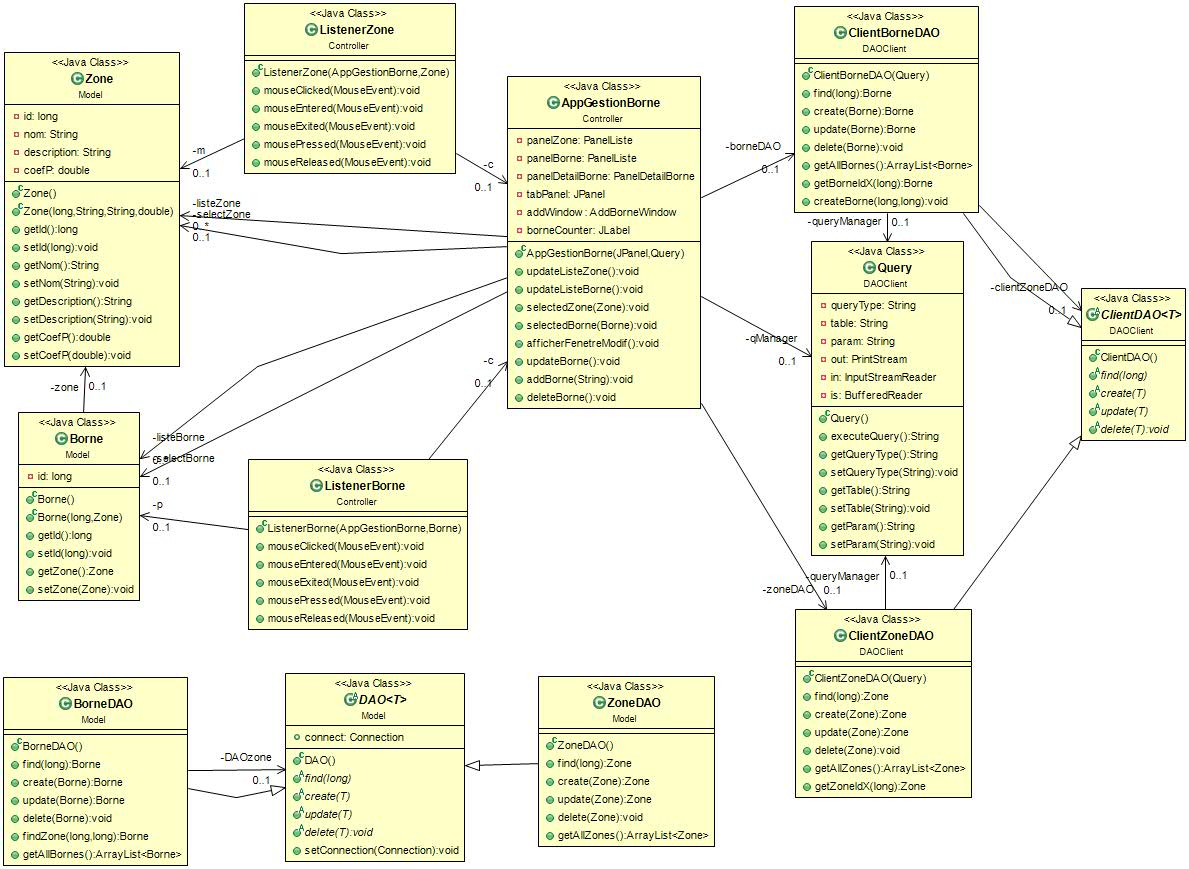 <<Java Class>>
ListenerZone
Controller
ListenerZone(AppGestionBorne,Zone)
mouseClicked(MouseEvent):void
mouseEntered(MouseEvent):void
mouseExited(MouseEvent):void
mousePressed(MouseEvent):void
mouseReleased(MouseEvent):void
<<Java Class>>
ClientBorneDAO
DAOClient
ClientBorneDAO(Query)
find(long):Borne
create(Borne):Borne
update(Borne):Borne
delete(Borne):void
getAllBornes():ArrayList<Borne>
getBorneIdX(long):Borne
createBorne(long,long):void
<<Java Class>>
Zone
Model
id: long
nom: String
description: String
coefP: double
Zone()
Zone(long,String,String,double)
getId():long
setId(long):void
getNom():String
setNom(String):void
getDescription():String
setDescription(String):void
getCoefP():double
setCoefP(double):void
<<Java Class>>
AppGestionBorne
Controller
panelZone: PanelListe
panelBorne: PanelListe
panelDetailBorne: PanelDetailBorne
tabPanel: JPanel
addWindow: AddBorneWindow
borneCounter: JLabel
AppGestionBorne(JPanel,Query)
updateListeZone():void
updateListeBorne():void
selectedZone(Zone):void
selectedBorne(Borne):void
afficherFenetreModif():void
updateBorne():void
addBorne(String):void
deleteBorne():void
-m
0..1
-c
0..1
-listeZone
-selectZone
0..*
0..1
-borneDAO
0..1
-queryManager
0..1
<<Java Class>>
Query
DAOClient
queryType: String
table: String
param: String
out: PrintStream
in: InputStreamReader
is: BufferedReader
Query()
executeQuery():String
getQueryType():String
setQueryType(String):void
getTable():String
setTable(String):void
getParam():String
setParam(String):void
-clientZoneDAO
0..1
<<Java Class>>
ClientDAO<T>
DAOClient
ClientDAO()
find(long)
create(T)
update(T)
delete(T):void
-qManager
0..1
-c
0..1
-zone
0..1
<<Java Class>>
Borne
Model
id: long
Borne()
Borne(long,Zone)
getId():long
setId(long):void
getZone():Zone
setZone(Zone):void
-listeBorne
0..*
-selectBorne
0..1
-p
0..1
<<Java Class>>
ListenerBorne
Controller
ListenerBorne(AppGestionBorne,Borne)
mouseClicked(MouseEvent):void
mouseEntered(MouseEvent):void
mouseExited(MouseEvent):void
mousePressed(MouseEvent):void
mouseReleased(MouseEvent):void
-queryManager
0..1
-zoneDAO
0..1
<<Java Class>>
ClientZoneDAO
DAOClient
ClientZoneDAO(Query)
find(long):Zone
create(Zone):Zone
update(Zone):Zone
delete(Zone):void
getAllZones():ArrayList<Zone>
getZoneIdX(long):Zone
<<Java Class>>
BorneDAO
Model
BorneDAO()
find(long):Borne
create(Borne):Borne
update(Borne):Borne
delete(Borne):void
findZone(long,long):Borne
getAllBornes():ArrayList<Borne>
-DAOzone
0..1
<<Java Class>>
DAO<T>
Model
connect: Connection
DAO()
find(long)
create(T)
update(T)
delete(T):void
setConnection(Connection):void
<<Java Class>>
ZoneDAO
Model
ZoneDAO()
find(long):Zone
create(Zone):Zone
update(Zone):Zone
delete(Zone):void
getAllZones():ArrayList<Zone>